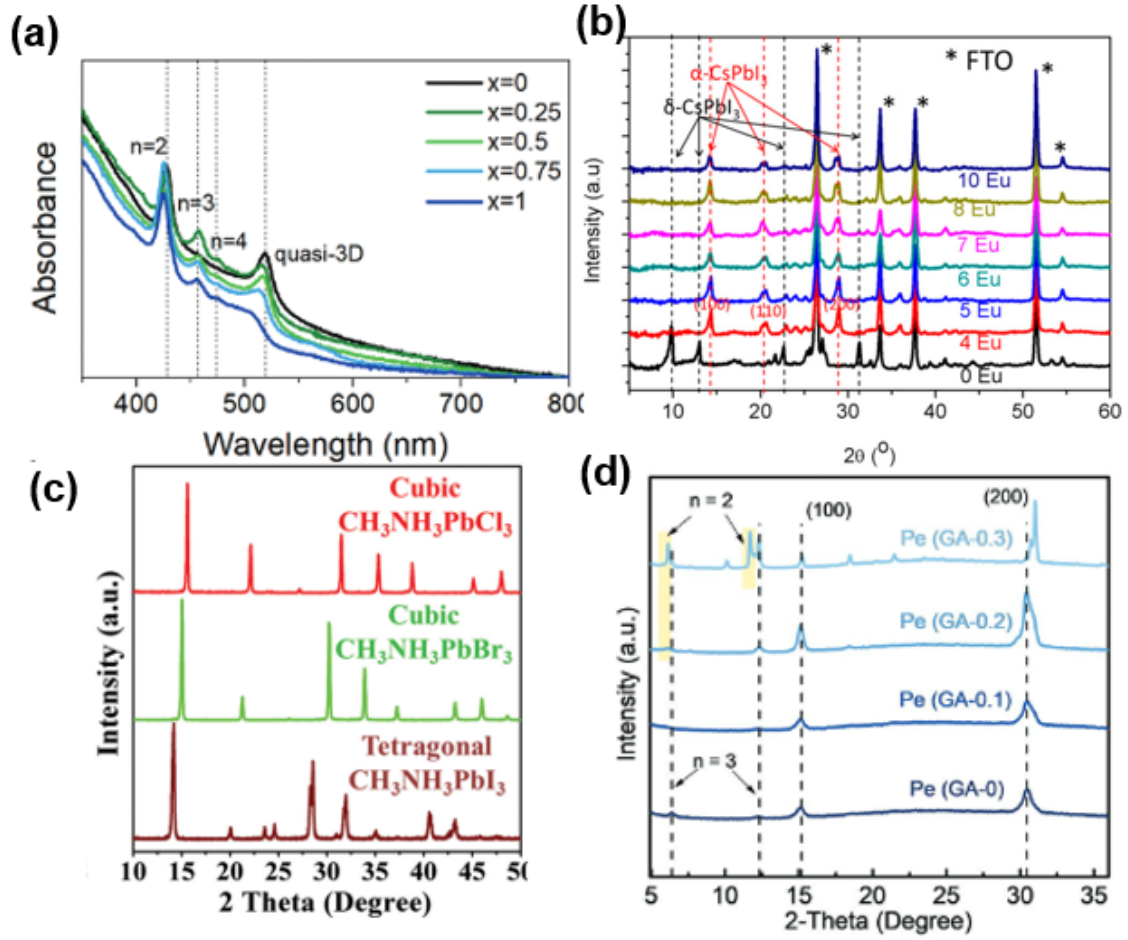 (a)
Absorbance
n=2
n=3
n=4
quasi-3D
x=0
x=0.25
x=0.5
x=0.75
x=1
400 500 600 700 800
Wavelength (nm)
(b)
Intensity (a.u)
* FTO
*
* *
*
*
α-CsPbI3
δ-CsPbI3
10 Eu
8 Eu
7 Eu
6 Eu
5 Eu
(100) (110) (200)
4 Eu
0 Eu
10 20 30 40 50 60
2θ (O)
(c)
Intensity (a.u.)
Cubic
CH3NH3PbCl3
Cubic
CH3NH3PbBr3
Tetragonal
CH3NH3PbI3
10 15 20 25 30 35 40 45 50
2 Theta (Degree)
(d)
Intensity (a.u.)
n = 2
(100)
(200)
Pe (GA-0.3)
Pe (GA-0.2)
Pe (GA-0.1)
n = 3
Pe (GA-0)
5 10 15 20 25 30 35
2-Theta (Degree)